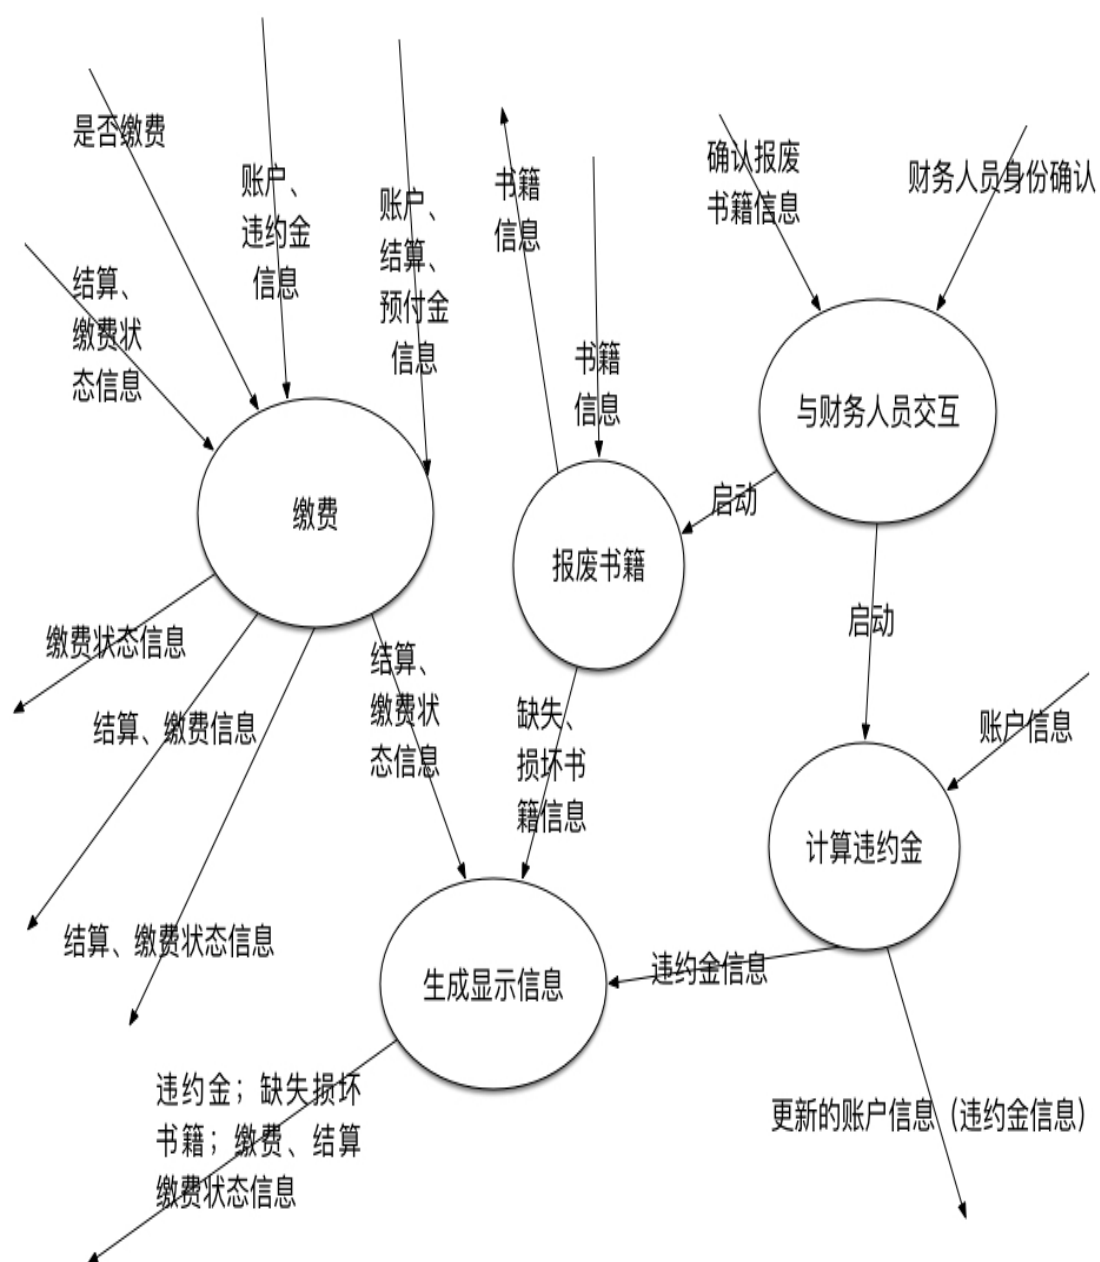 是否缴费
账户、
违约金
信息
账户、
结算、
预付金
信息
书籍
信息
确认报废
书籍信息
财务人员身份确认
结算、
缴费状
态信息
书籍
信息
与财务人员交互
缴费
启动
报废书籍
启动
缴费状态信息
结算、缴费信息
结算、
缴费状
态信息
缺失、
损坏书
籍信息
账户信息
计算违约金
结算、缴费状态信息
生成显示信息
违约金信息
违约金；缺失损坏
书籍；缴费、结算
缴费状态信息
更新的账户信息（违约金信息）